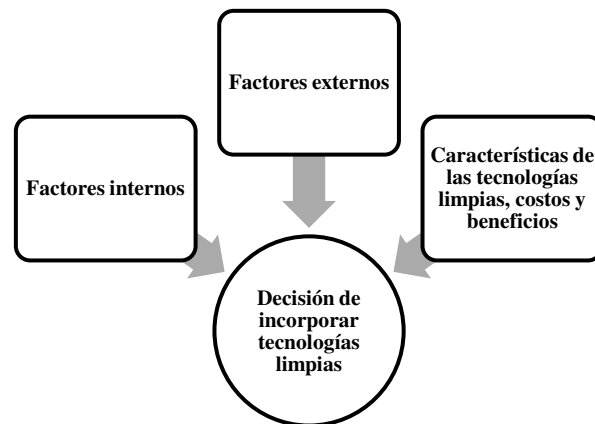 Factores externos
Factores internos
Características de
las tecnologías
limpias, costos y
beneficios
Decisión de
incorporar
tecnologías
limpias